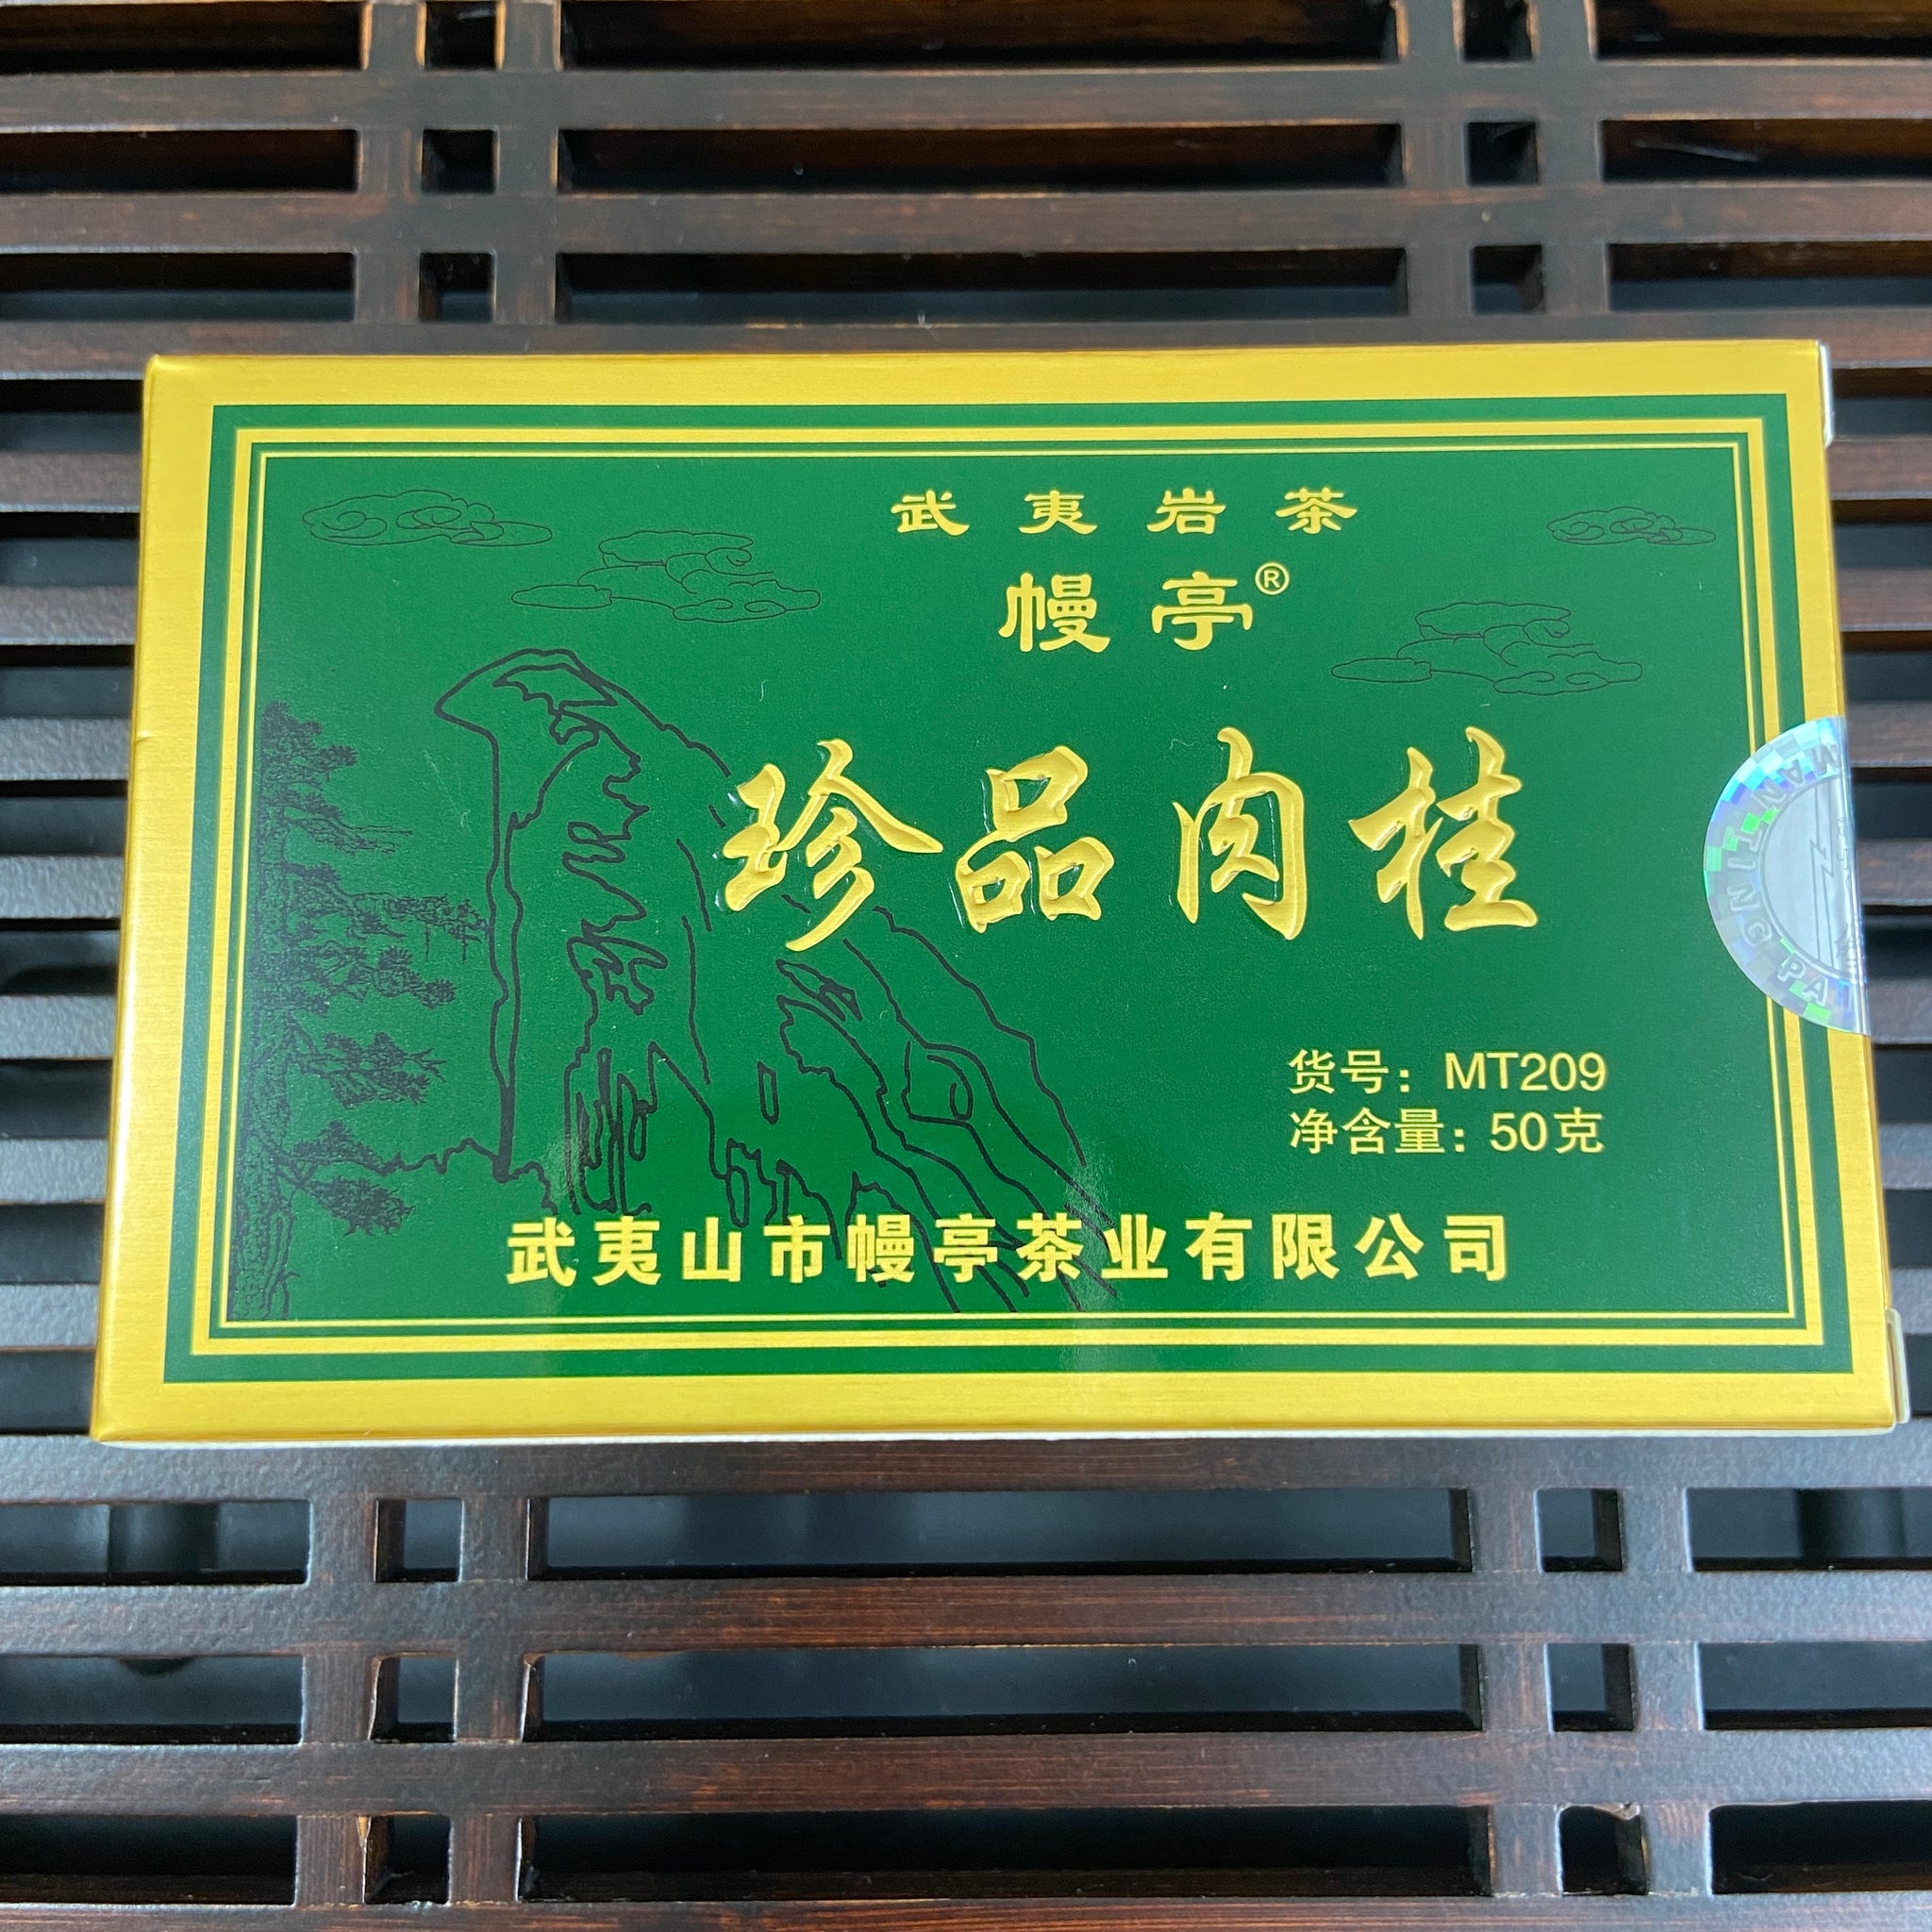 武夷岩茶
幔亭®
珍品肉桂
货号：MT209
净含量：50克
武夷山市幔亭茶业有限公司